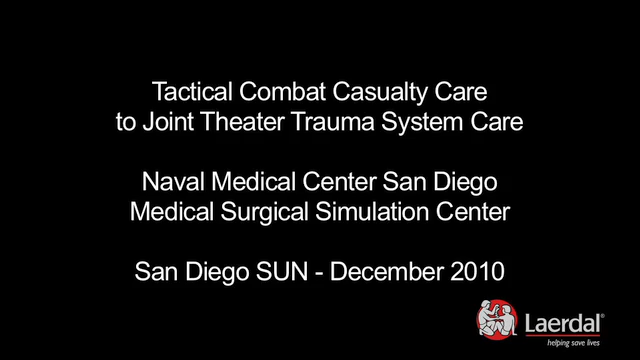 Tactical Combat Casualty Care
to Joint Theater Trauma System Care
Naval Medical Center San Diego
Medical Surgical Simulation Center
San Diego SUN - December 2010
Laerdal®
helping save lives